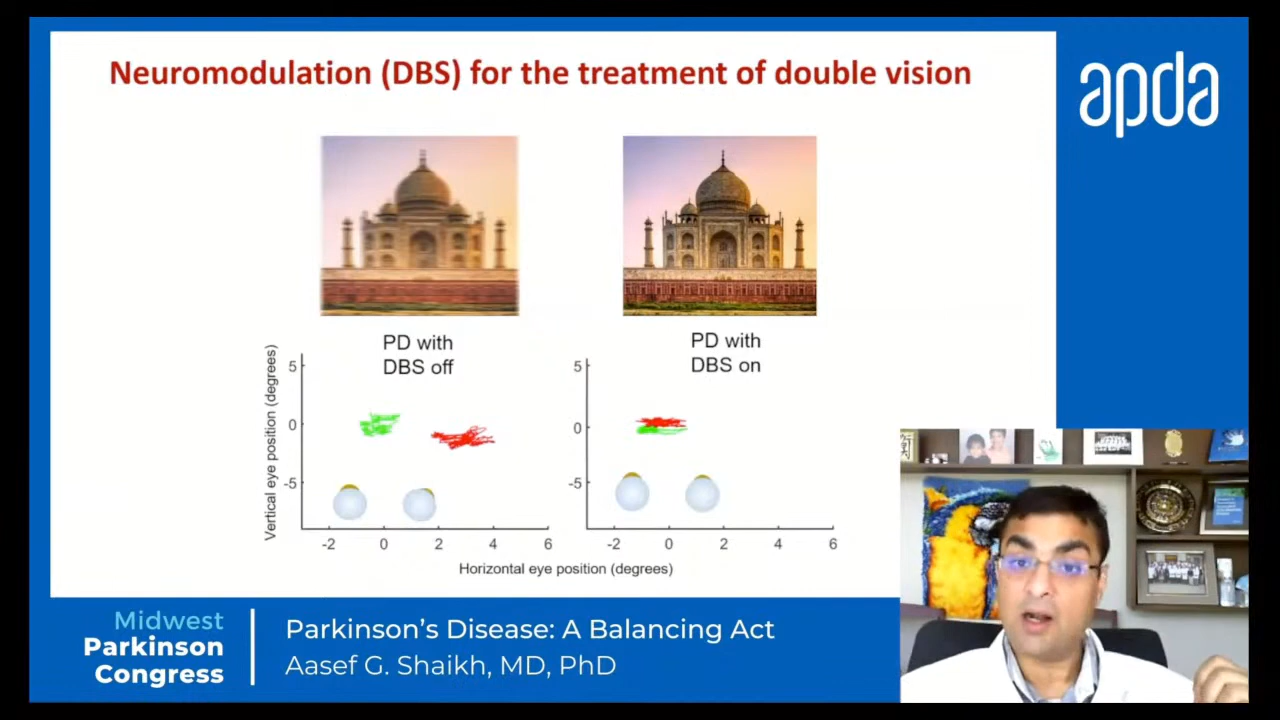 Neuromodulation (DBS) for the treatment of double vision
apda
PD with
DBS off
PD with
DBS on
Vertical eye position (degrees)
5
0
-5
-2 0 2 4 6
5
0
-5
-2 0 2 4 6
Horizontal eye position (degrees)
Midwest
Parkinson
Congress
Parkinson's Disease: A Balancing Act
Aasef G. Shaikh, MD, PhD